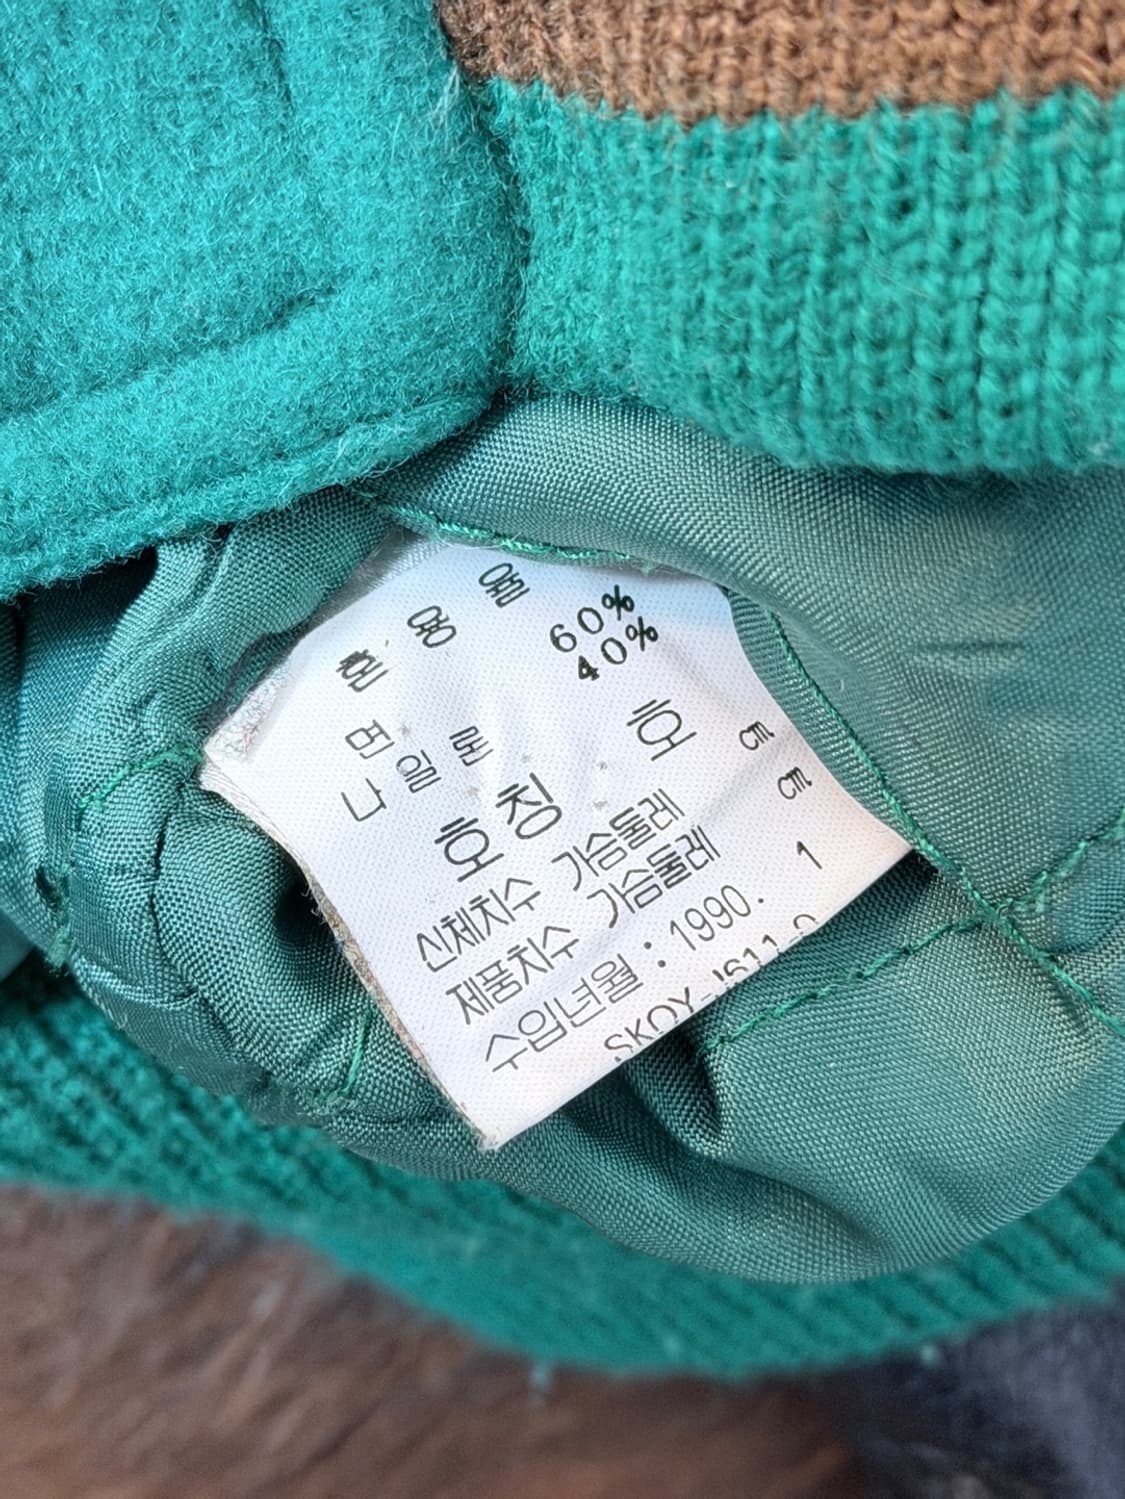 혼용율
면 60%
나일론 40%
호칭 호
신체치수 가슴둘레 cm
제품치수 가슴둘레 cm
수입년월 : 1990. 1